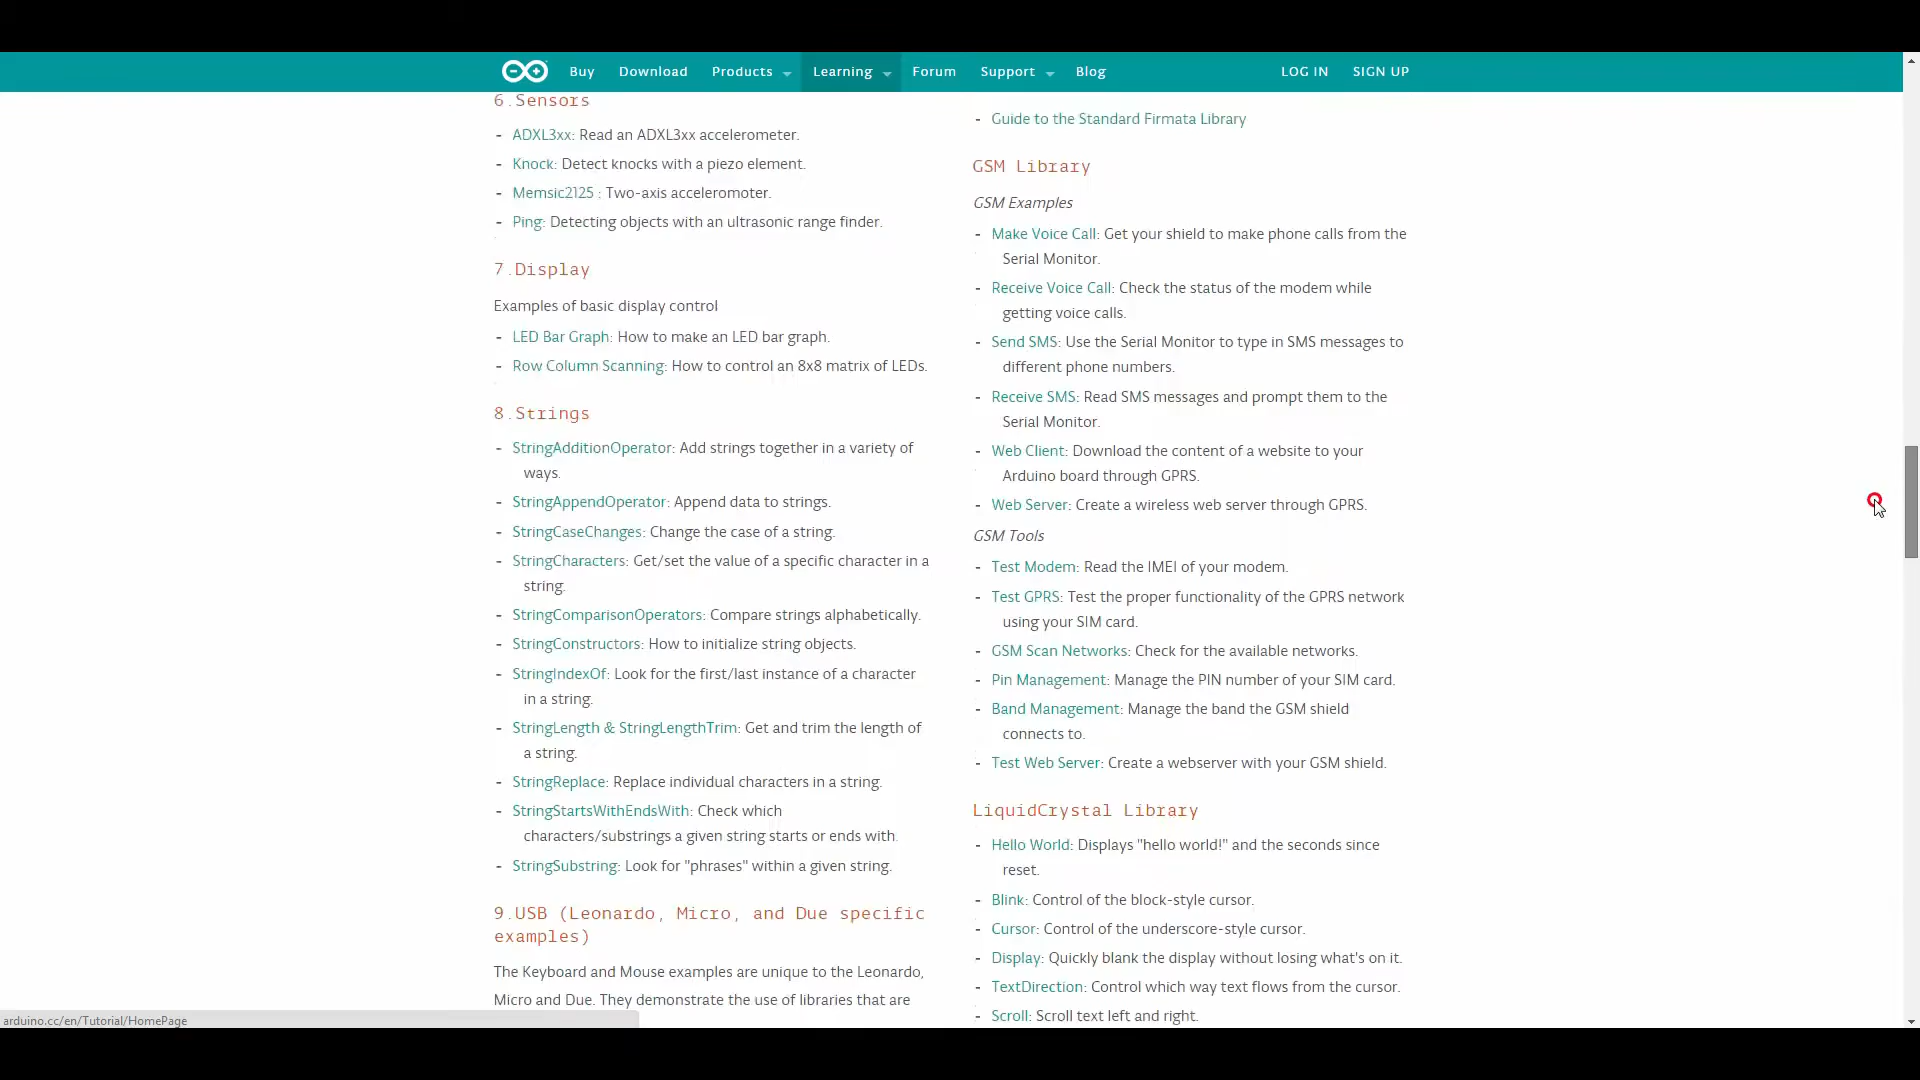 Buy Download Products Learning Forum Support Blog LOG IN SIGN UP
6.Sensors
- ADXL3xx: Read an ADXL3xx accelerometer.
- Knock: Detect knocks with a piezo element.
- Memsic2125 : Two-axis acceleromoter.
- Ping: Detecting objects with an ultrasonic range finder.
7.Display
Examples of basic display control
- LED Bar Graph: How to make an LED bar graph.
- Row Column Scanning: How to control an 8x8 matrix of LEDs.
8.Strings
- StringAdditionOperator: Add strings together in a variety of
ways.
- StringAppendOperator: Append data to strings.
- StringCaseChanges: Change the case of a string.
- StringCharacters: Get/set the value of a specific character in a
string.
- StringComparisonOperators: Compare strings alphabetically.
- StringConstructors: How to initialize string objects.
- StringIndexOf: Look for the first/last instance of a character
in a string.
- StringLength & StringLengthTrim: Get and trim the length of
a string.
- StringReplace: Replace individual characters in a string.
- StringStartsWithEndsWith: Check which
characters/substrings a given string starts or ends with.
- StringSubstring: Look for "phrases" within a given string.
9.USB (Leonardo, Micro, and Due specific
examples)
The Keyboard and Mouse examples are unique to the Leonardo,
Micro and Due. They demonstrate the use of libraries that are
- Guide to the Standard Firmata Library
GSM Library
GSM Examples
- Make Voice Call: Get your shield to make phone calls from the
Serial Monitor.
- Receive Voice Call: Check the status of the modem while
getting voice calls.
- Send SMS: Use the Serial Monitor to type in SMS messages to
different phone numbers.
- Receive SMS: Read SMS messages and prompt them to the
Serial Monitor.
- Web Client: Download the content of a website to your
Arduino board through GPRS.
- Web Server: Create a wireless web server through GPRS.
GSM Tools
- Test Modem: Read the IMEI of your modem.
- Test GPRS: Test the proper functionality of the GPRS network
using your SIM card.
- GSM Scan Networks: Check for the available networks.
- Pin Management: Manage the PIN number of your SIM card.
- Band Management: Manage the band the GSM shield
connects to.
- Test Web Server: Create a webserver with your GSM shield.
LiquidCrystal Library
- Hello World: Displays "hello world!" and the seconds since
reset.
- Blink: Control of the block-style cursor.
- Cursor: Control of the underscore-style cursor.
- Display: Quickly blank the display without losing what's on it.
- TextDirection: Control which way text flows from the cursor.
- Scroll: Scroll text left and right.
arduino.cc/en/Tutorial/HomePage